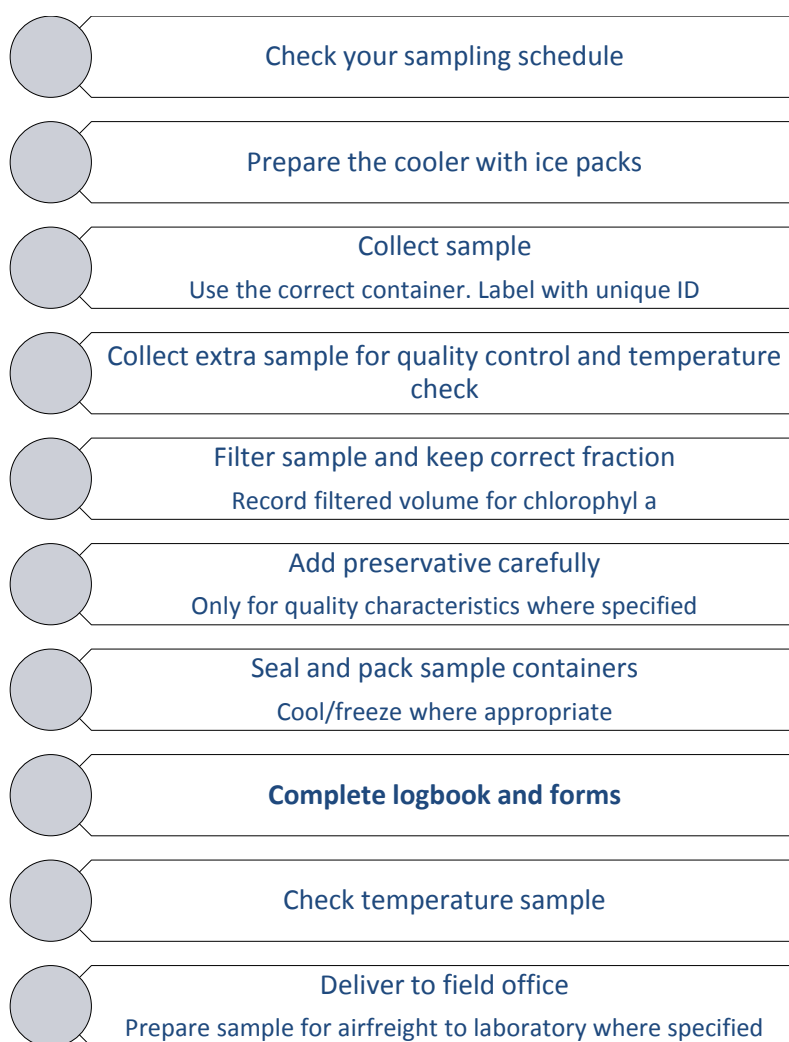 Check your sampling schedule
Prepare the cooler with ice packs
Collect sample
Use the correct container. Label with unique ID
Collect extra sample for quality control and temperature
check
Filter sample and keep correct fraction
Record filtered volume for chlorophyl a
Add preservative carefully
Only for quality characteristics where specified
Seal and pack sample containers
Cool/freeze where appropriate
Complete logbook and forms
Check temperature sample
Deliver to field office
Prepare sample for airfreight to laboratory where specified